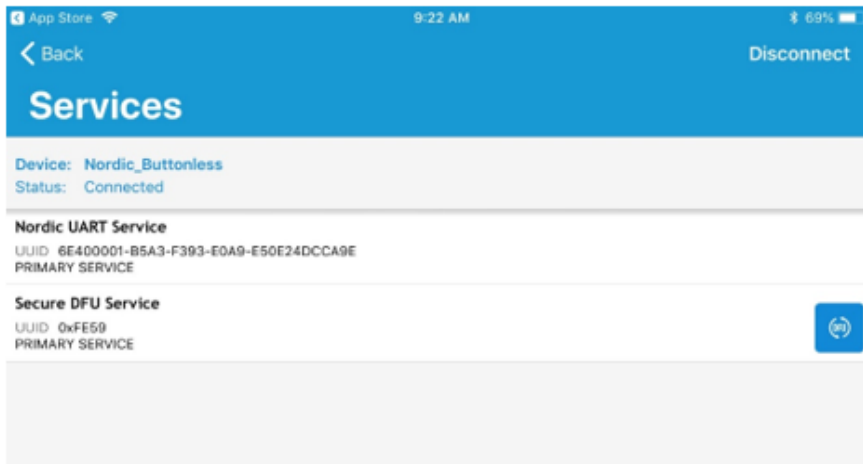 App Store 9:22 AM 69%
Back Disconnect
Services
Device: Nordic_Buttonless
Status: Connected
Nordic UART Service
UUID 6E400001-B5A3-F393-E0A9-E50E24DCCA9E
PRIMARY SERVICE
Secure DFU Service
UUID 0xFE59
PRIMARY SERVICE
DFU